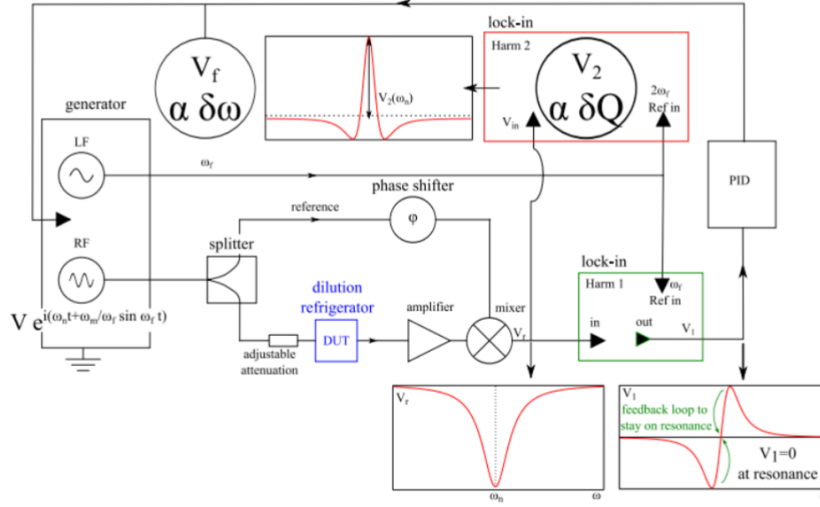 lock-in
Harm 2
V_f
α δω
V_2(ω_n)
V_2
α δQ
2ω_f
Ref in
V_in
generator
LF
ω_f
PID
phase shifter
reference
φ
splitter
RF
lock-in
Harm 1
ω_f
Ref in
dilution
refrigerator
amplifier
mixer
V e^i(ω_nt+ω_m/ω_f sin ω_f t)
DUT
V_r
in
out
V_1
adjustable
attenuation
V_r
ω_n
ω
V_1
feedback loop to
stay on resonance
V_1=0
at resonance